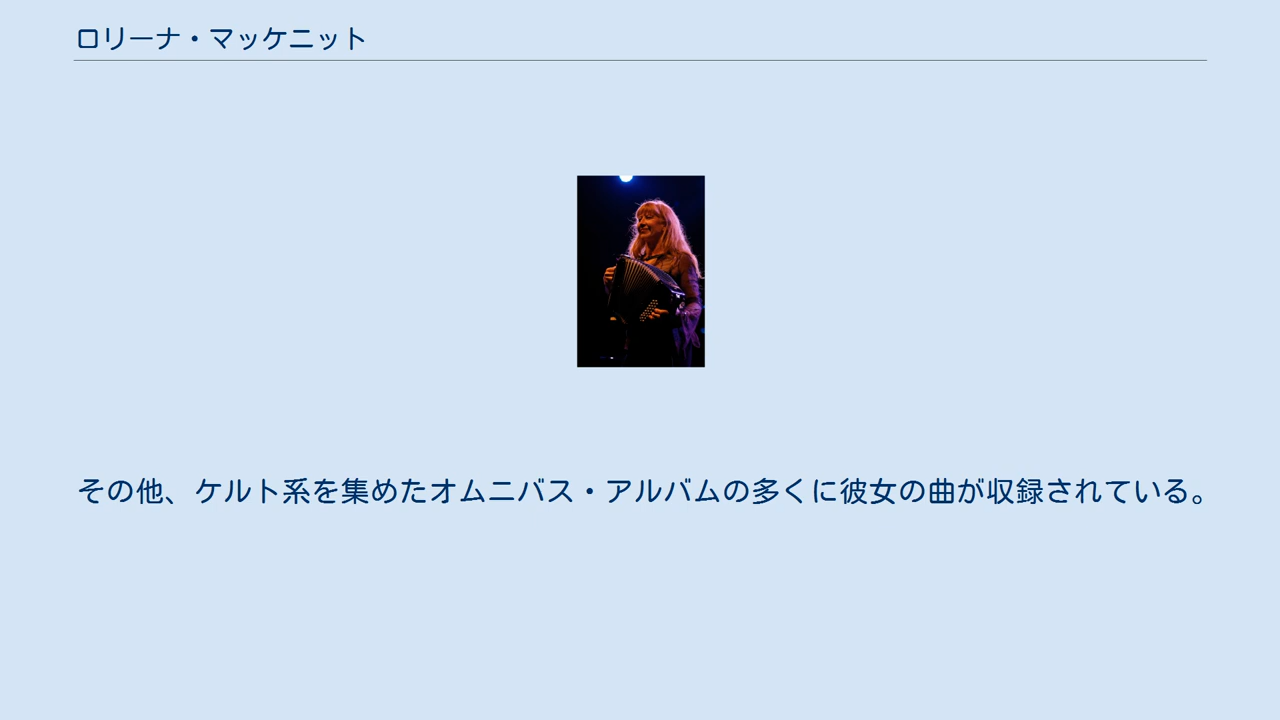 ロリーナ・マッケニット
その他、ケルト系を集めたオムニバス・アルバムの多くに彼女の曲が収録されている。